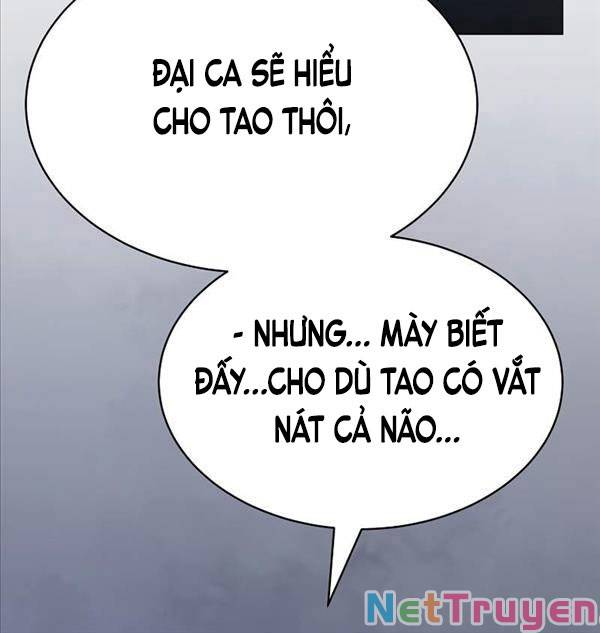 ĐẠI CA SẼ HIỂU
CHO TAO THÔI,
- NHƯNG... MÀY BIẾT
ĐẤY...CHO DÙ TAO CÓ VẮT
NÁT CẢ NÃO...
NetTruyen